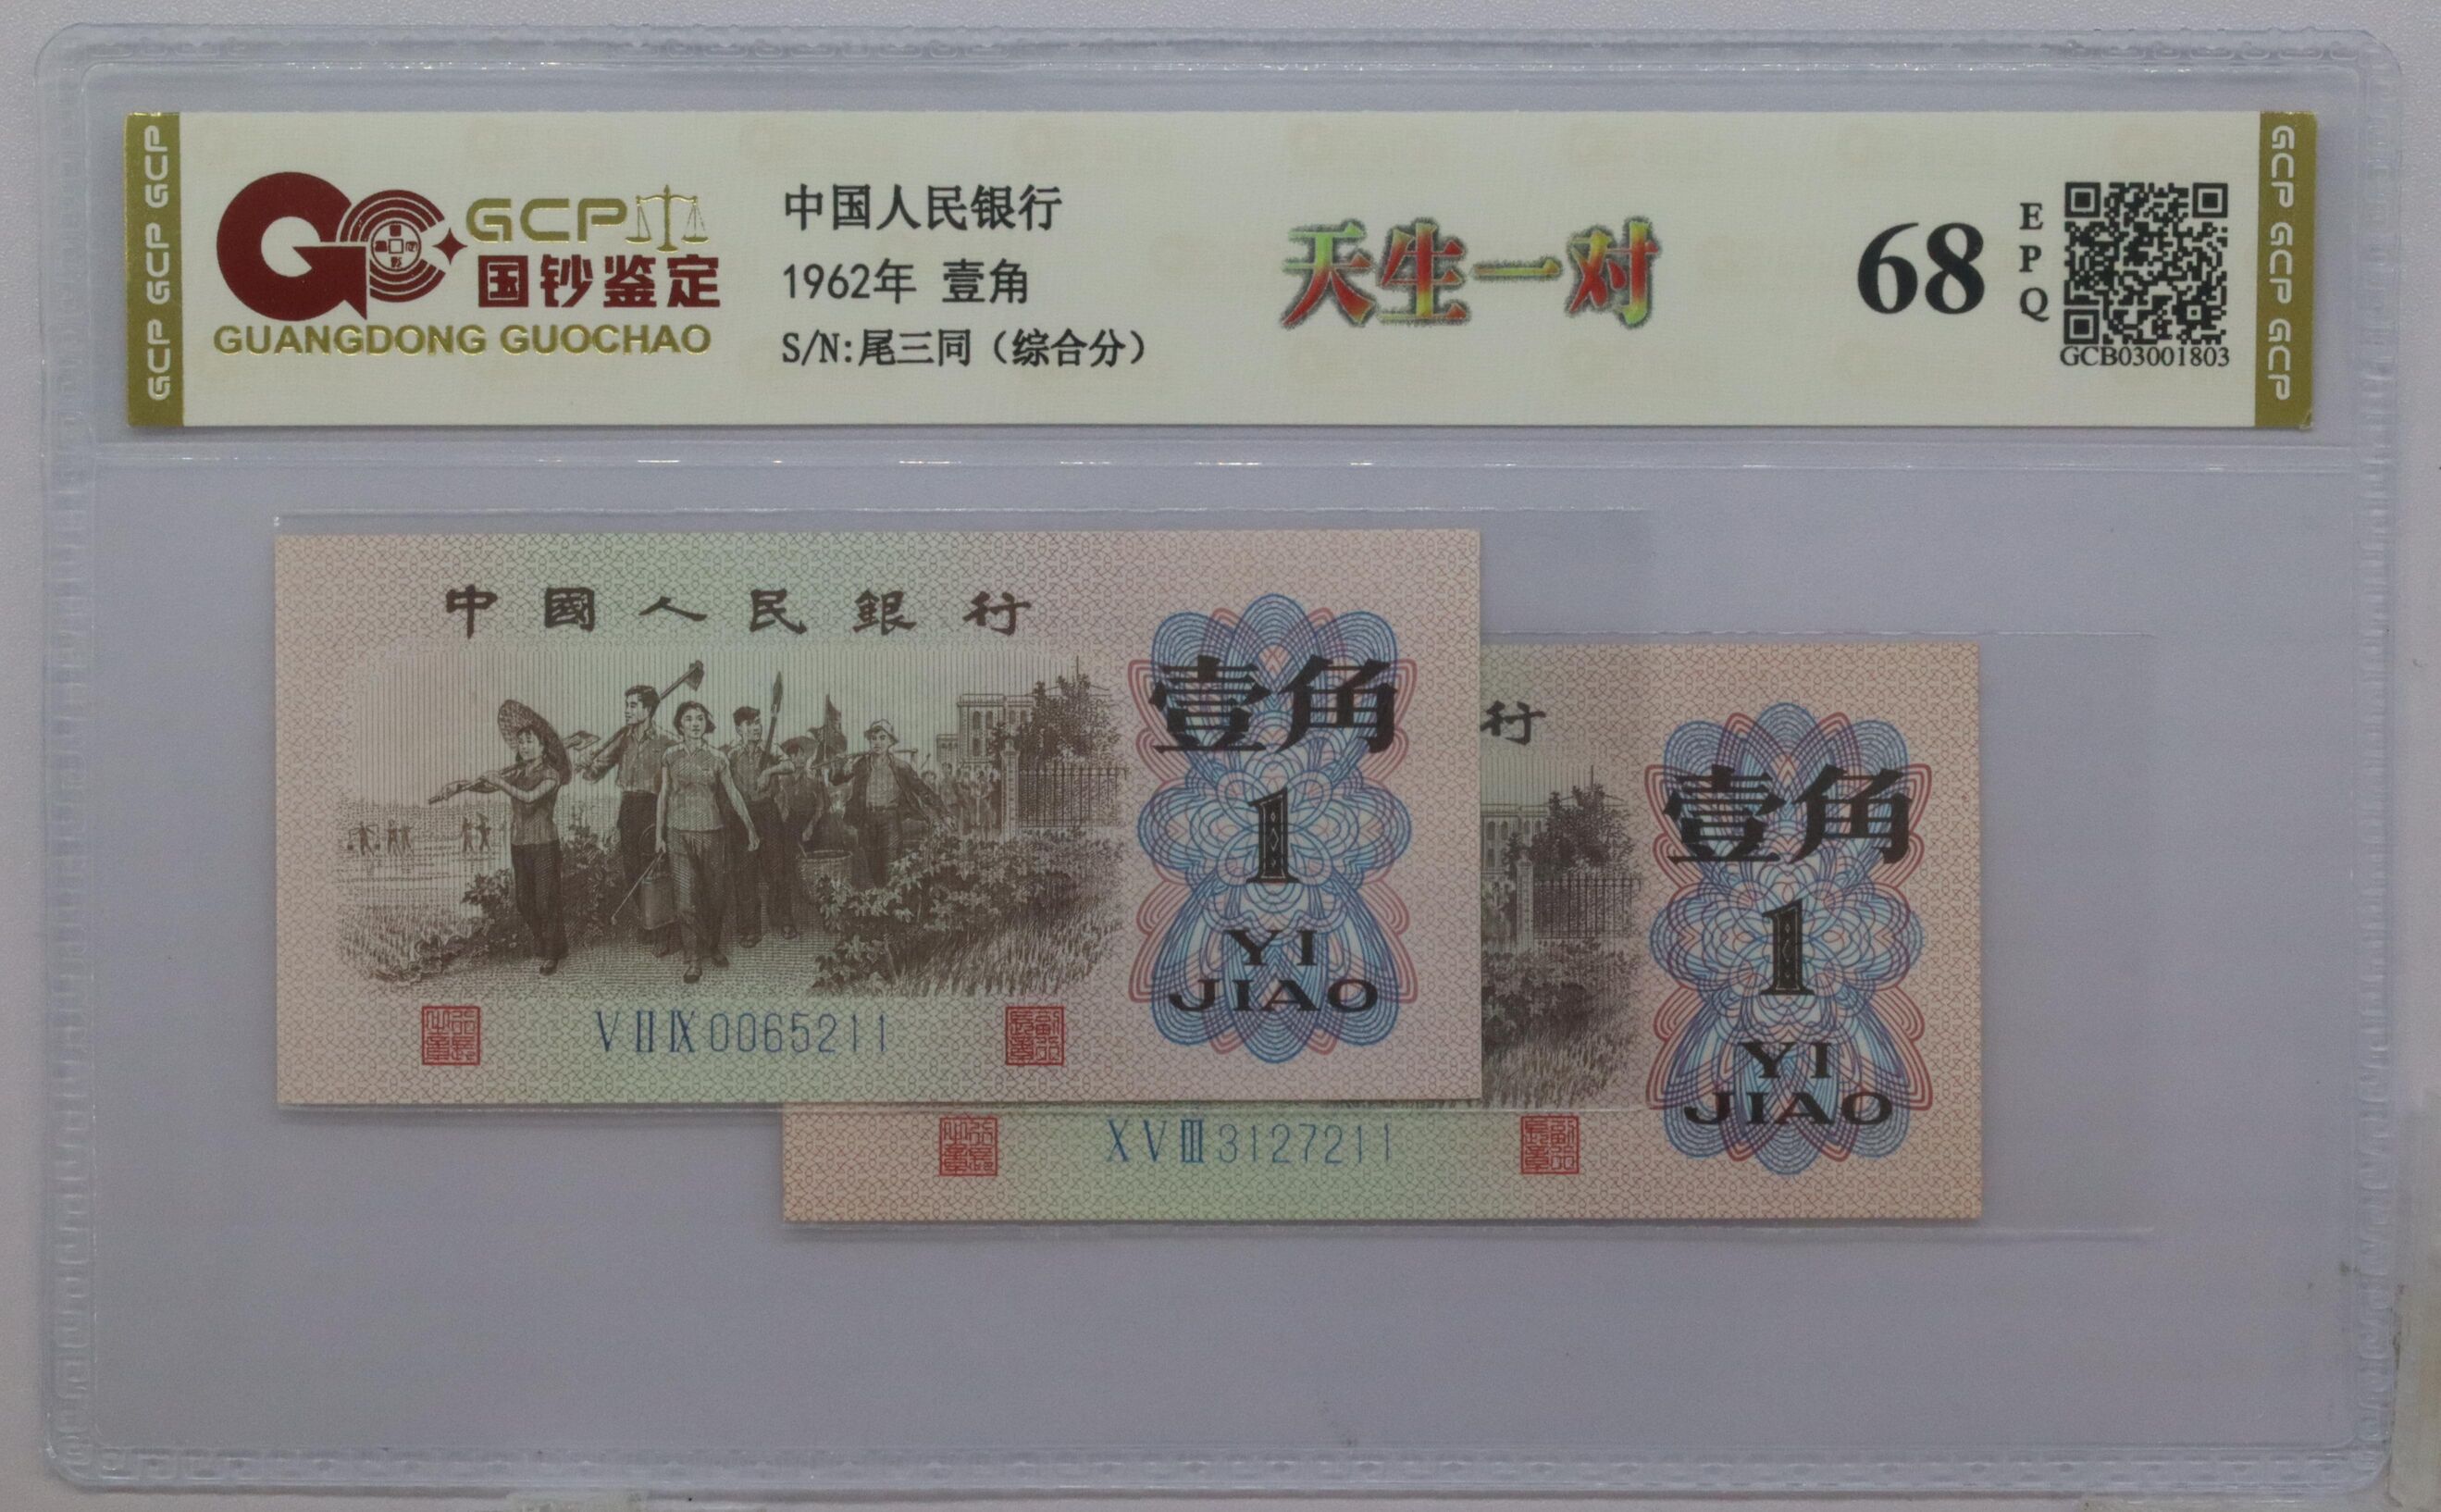 GCP GCP GCP
GCP
国钞鉴定
GUANGDONG GUOCHAO
中国人民银行
1962年 壹角
S/N:尾三同（综合分）
天生一对
68
EPQ
GCB03001803
GCP GCP GCP
中國人民銀行
壹角
1
YI
JIAO
V II IX 0065211
行
壹角
1
YI
JIAO
X V III 3127211